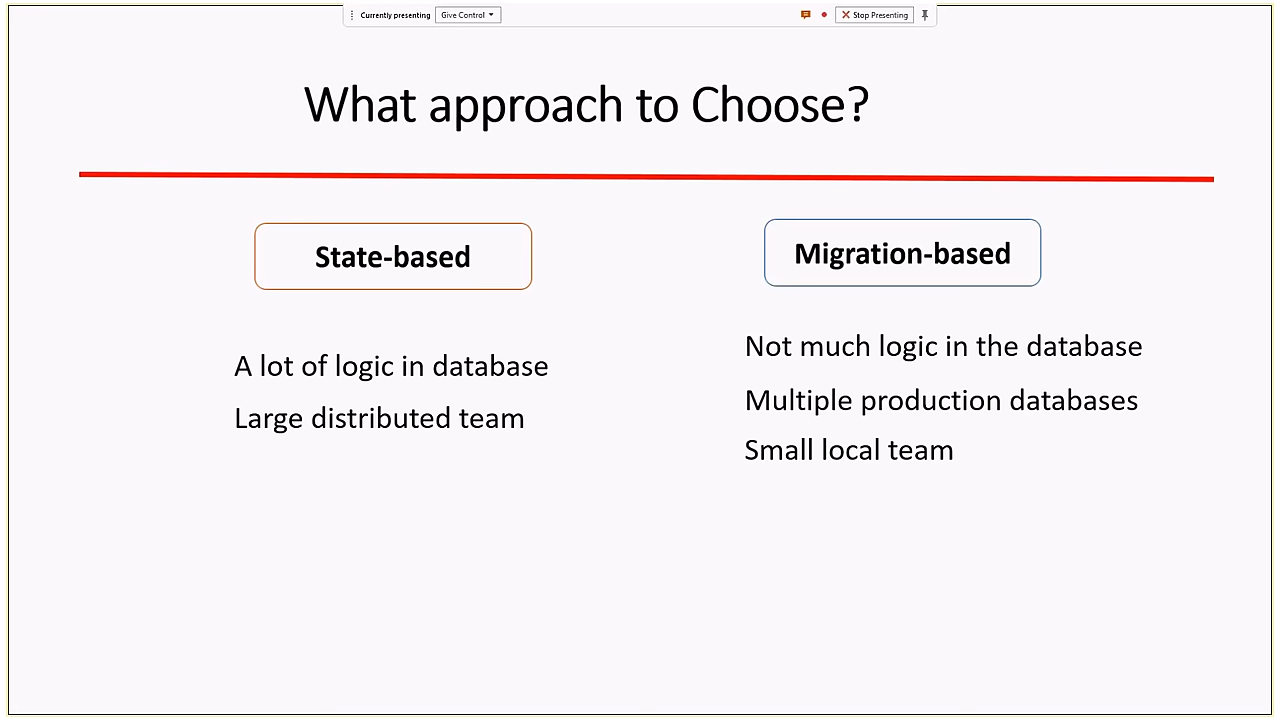 Currently presenting Give Control Stop Presenting
What approach to Choose?
State-based
A lot of logic in database
Large distributed team
Migration-based
Not much logic in the database
Multiple production databases
Small local team